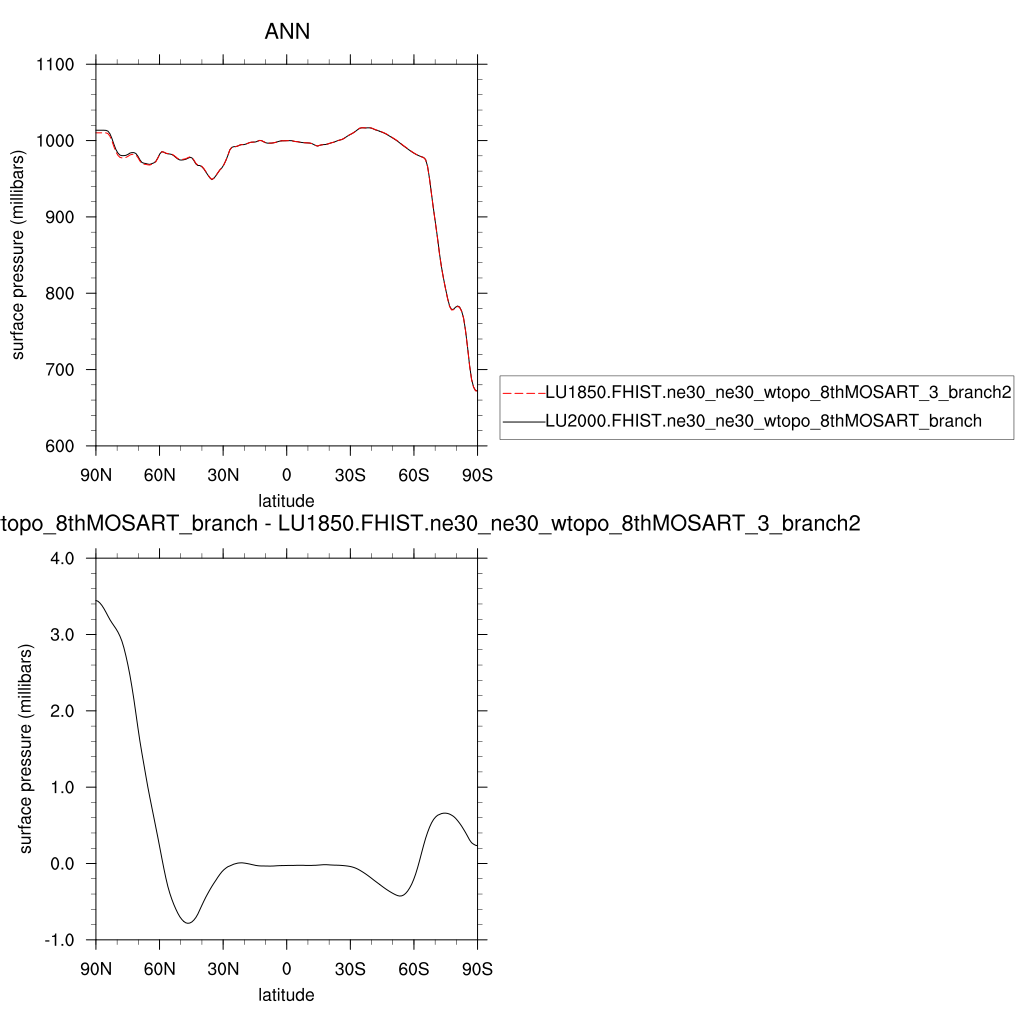 ANN
1100
1000
900
800
700
600
surface pressure (millibars)
90N 60N 30N 0 30S 60S 90S
latitude
LU1850.FHIST.ne30_ne30_wtopo_8thMOSART_3_branch2
LU2000.FHIST.ne30_ne30_wtopo_8thMOSART_branch
topo_8thMOSART_branch - LU1850.FHIST.ne30_ne30_wtopo_8thMOSART_3_branch2
4.0
3.0
2.0
1.0
0.0
-1.0
surface pressure (millibars)
90N 60N 30N 0 30S 60S 90S
latitude